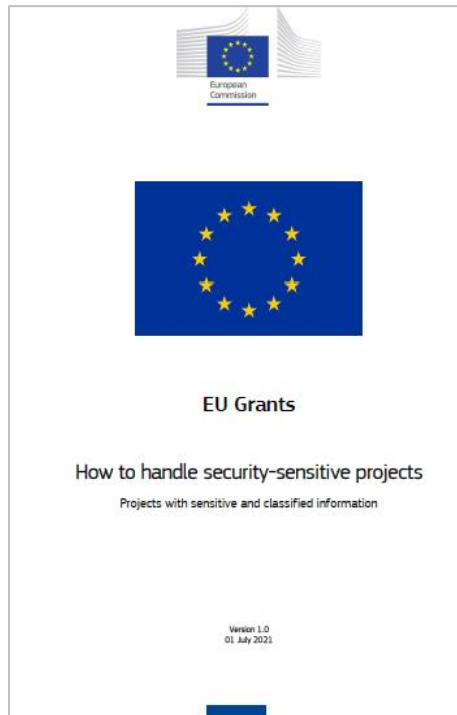 European
Commission
EU Grants
How to handle security-sensitive projects
Projects with sensitive and classified information
Version 1.0
01 July 2021